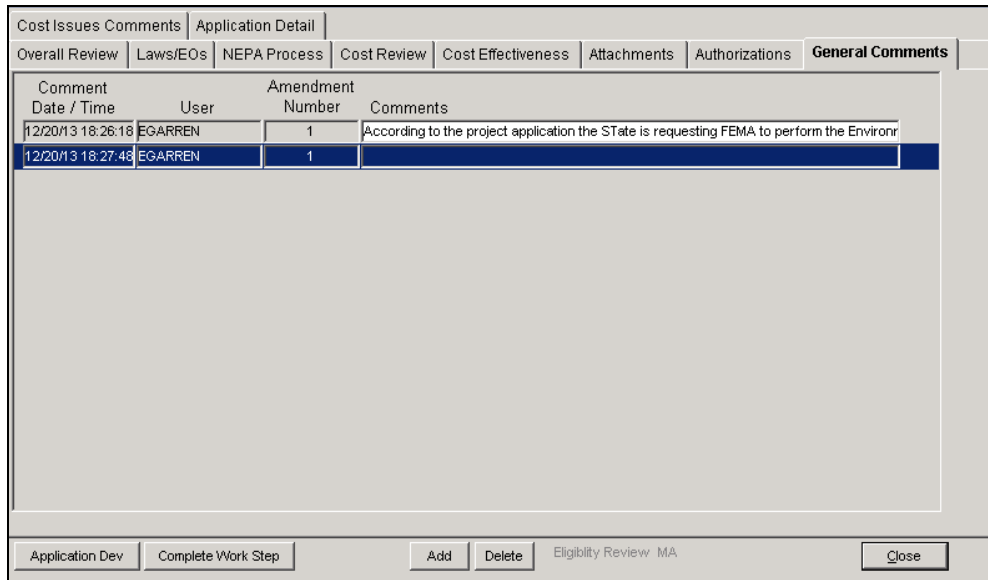 Cost Issues Comments Application Detail
Overall Review Laws/EOs NEPA Process Cost Review Cost Effectiveness Attachments Authorizations General Comments
Comment Amendment
Date / Time User Number Comments
12/20/13 18:26:18 EGARREN 1 According to the project application the STate is requesting FEMA to perform the Environr
12/20/13 18:27:48 EGARREN 1
Application Dev Complete Work Step Add Delete Eligiblity Review MA Close